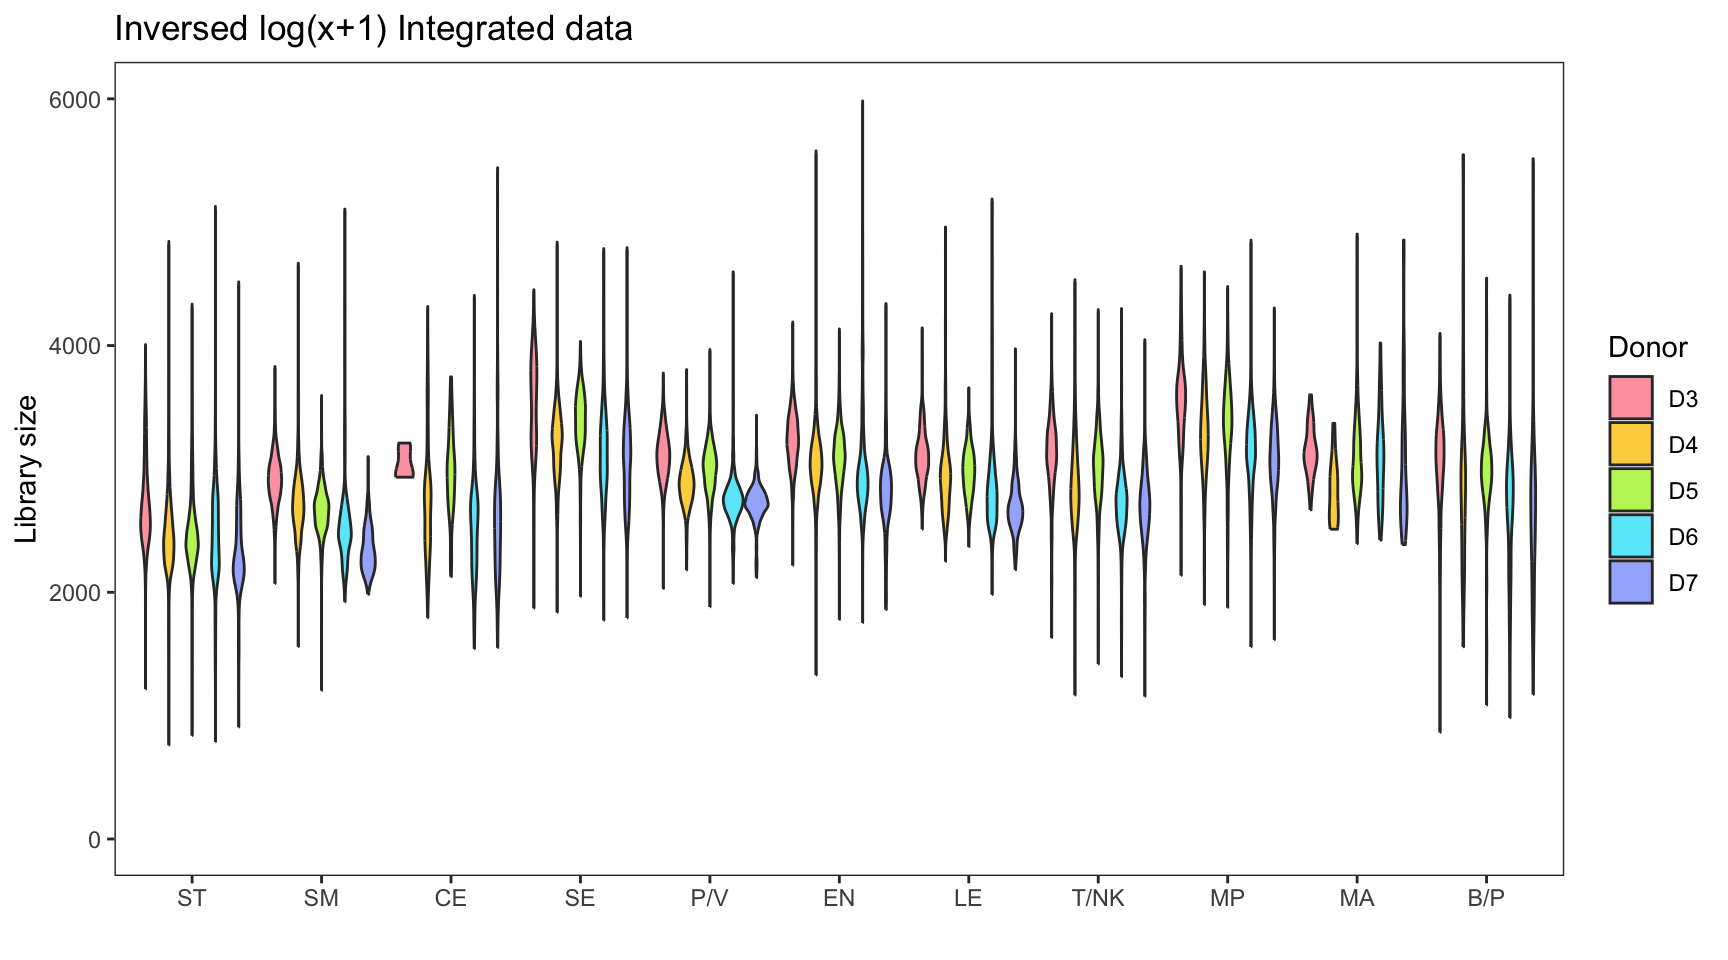 Inversed log(x+1) Integrated data
Library size
6000
4000
2000
0
ST SM CE SE P/V EN LE T/NK MP MA B/P
Donor
D3
D4
D5
D6
D7